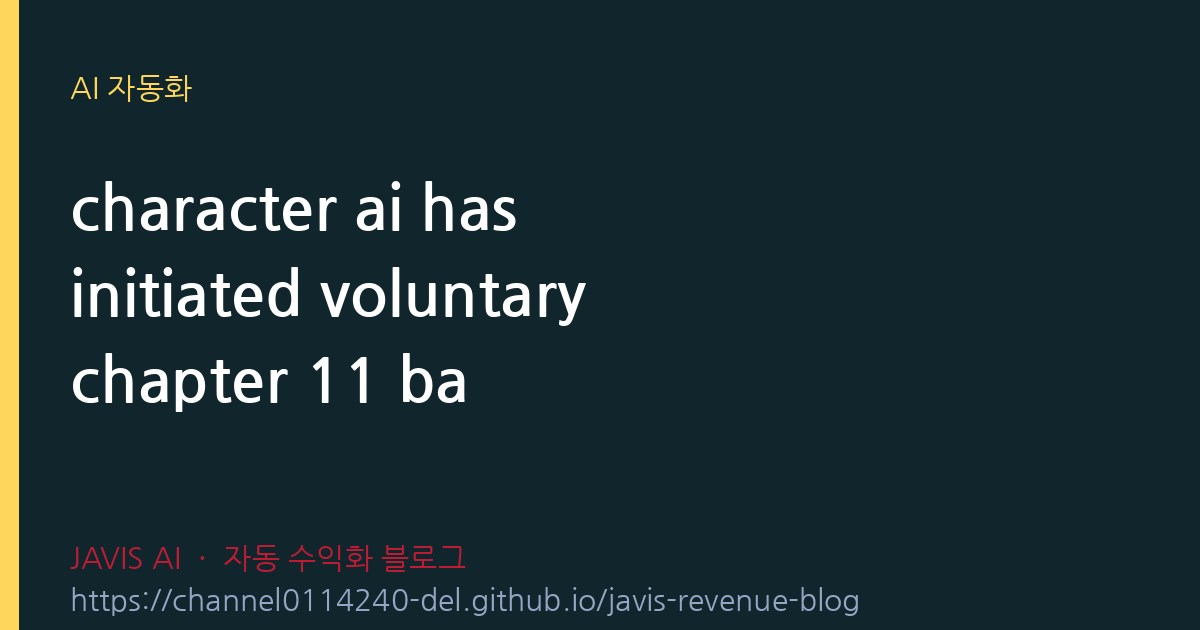 AI 자동화
character ai has
initiated voluntary
chapter 11 ba
JAVIS AI · 자동 수익화 블로그
https://channel0114240-del.github.io/javis-revenue-blog